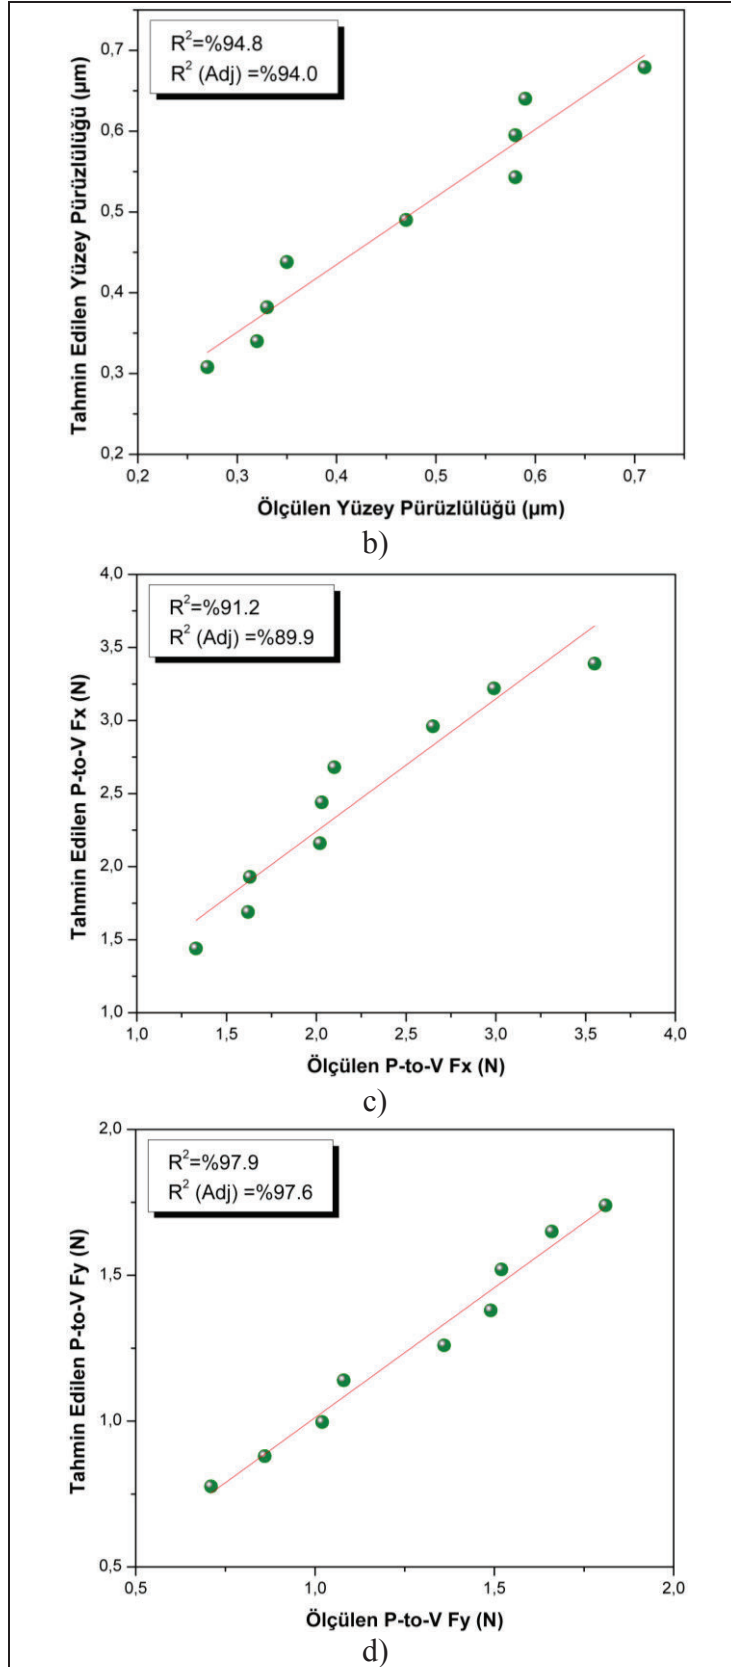 R²=%94.8
R² (Adj) =%94.0
Tahmin Edilen Yüzey Pürüzlülüğü (µm)
0,7
0,6
0,5
0,4
0,3
0,2
0,2 0,3 0,4 0,5 0,6 0,7
Ölçülen Yüzey Pürüzlülüğü (µm)
b)
R²=%91.2
R² (Adj) =%89.9
Tahmin Edilen P-to-V Fx (N)
4,0
3,5
3,0
2,5
2,0
1,5
1,0
1,0 1,5 2,0 2,5 3,0 3,5 4,0
Ölçülen P-to-V Fx (N)
c)
R²=%97.9
R² (Adj) =%97.6
Tahmin Edilen P-to-V Fy (N)
2,0
1,5
1,0
0,5
0,5 1,0 1,5 2,0
Ölçülen P-to-V Fy (N)
d)